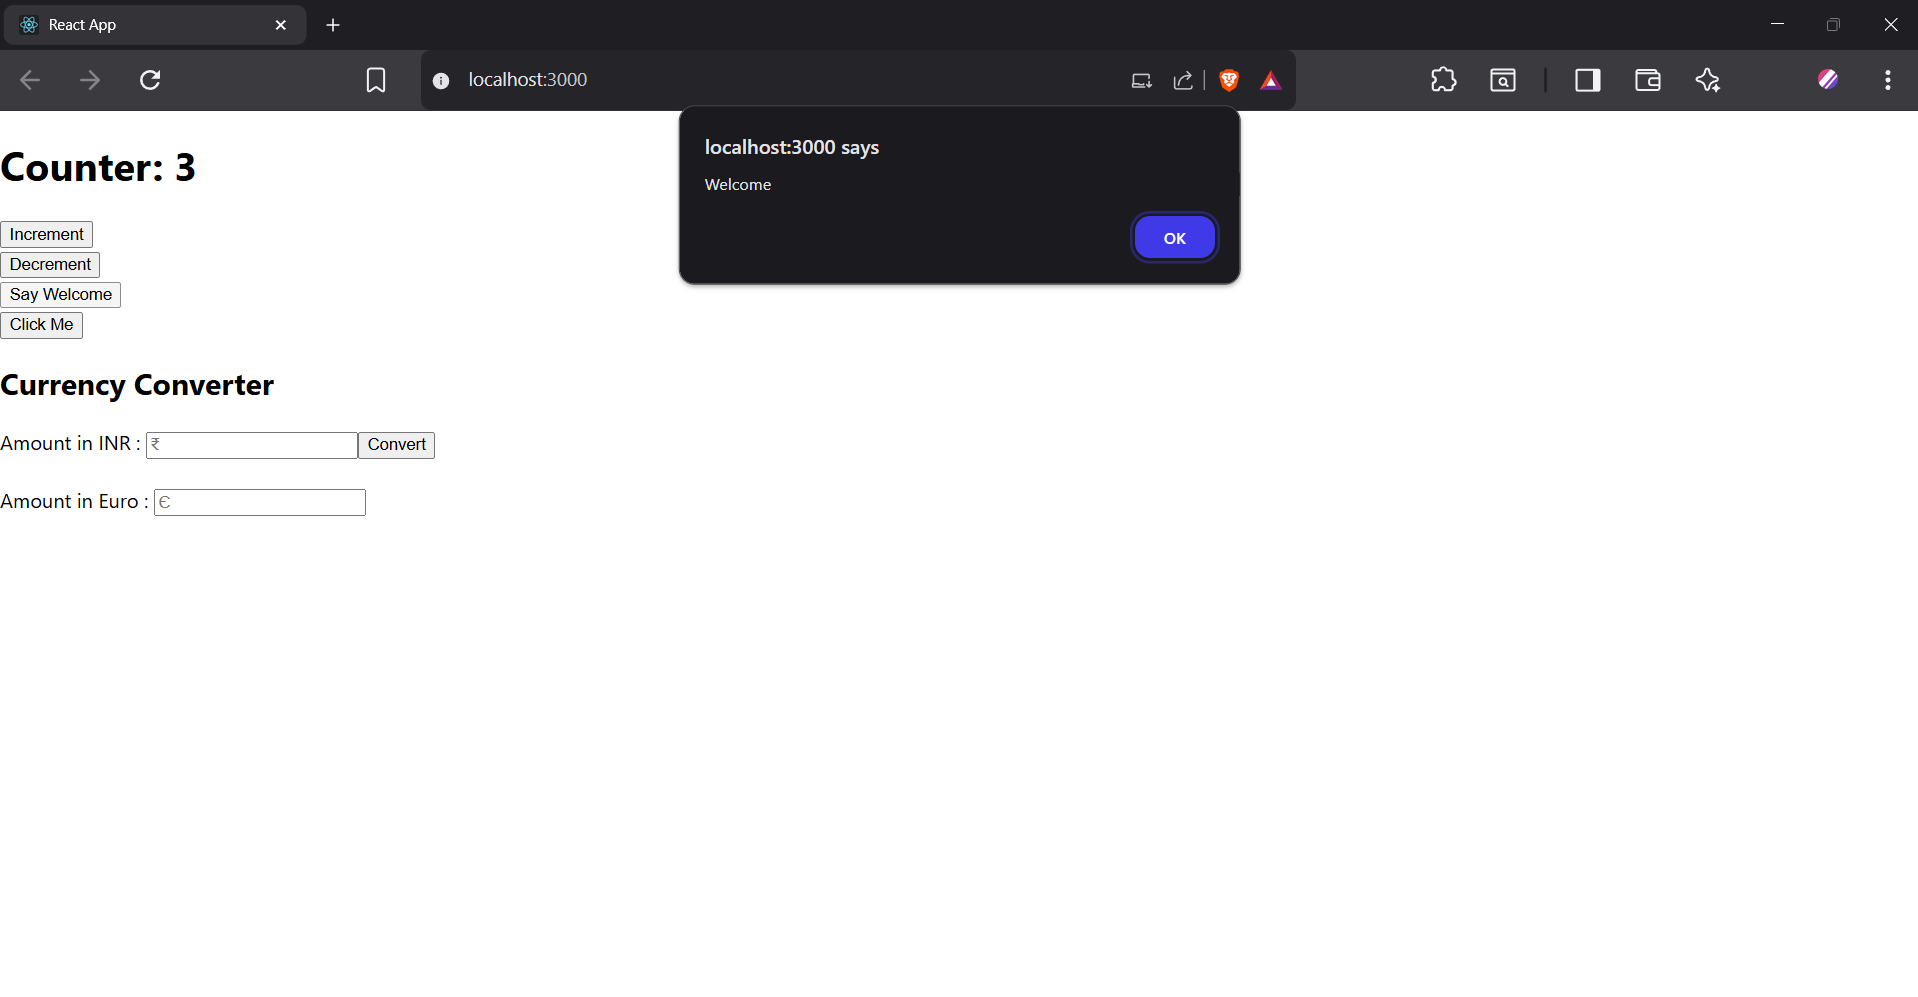 React App
localhost:3000
localhost:3000 says
Welcome
OK
Counter: 3
Increment
Decrement
Say Welcome
Click Me
Currency Converter
Amount in INR : ₹ Convert
Amount in Euro : €